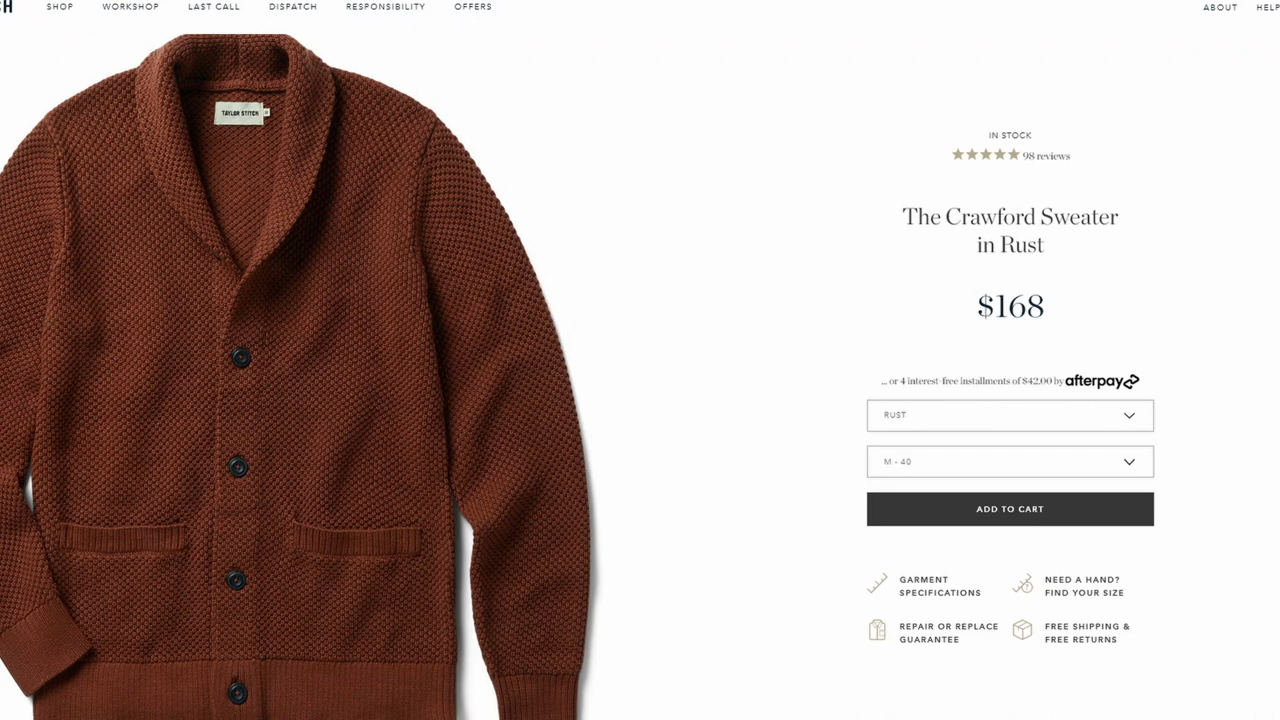 SHOP WORKSHOP LAST CALL DISPATCH RESPONSIBILITY OFFERS ABOUT HELP
TAYLOR STITCH
IN STOCK
98 reviews
The Crawford Sweater
in Rust
$168
... or 4 interest-free installments of $42.00 by afterpay
RUST
M - 40
ADD TO CART
GARMENT
SPECIFICATIONS
NEED A HAND?
FIND YOUR SIZE
REPAIR OR REPLACE
GUARANTEE
FREE SHIPPING &
FREE RETURNS